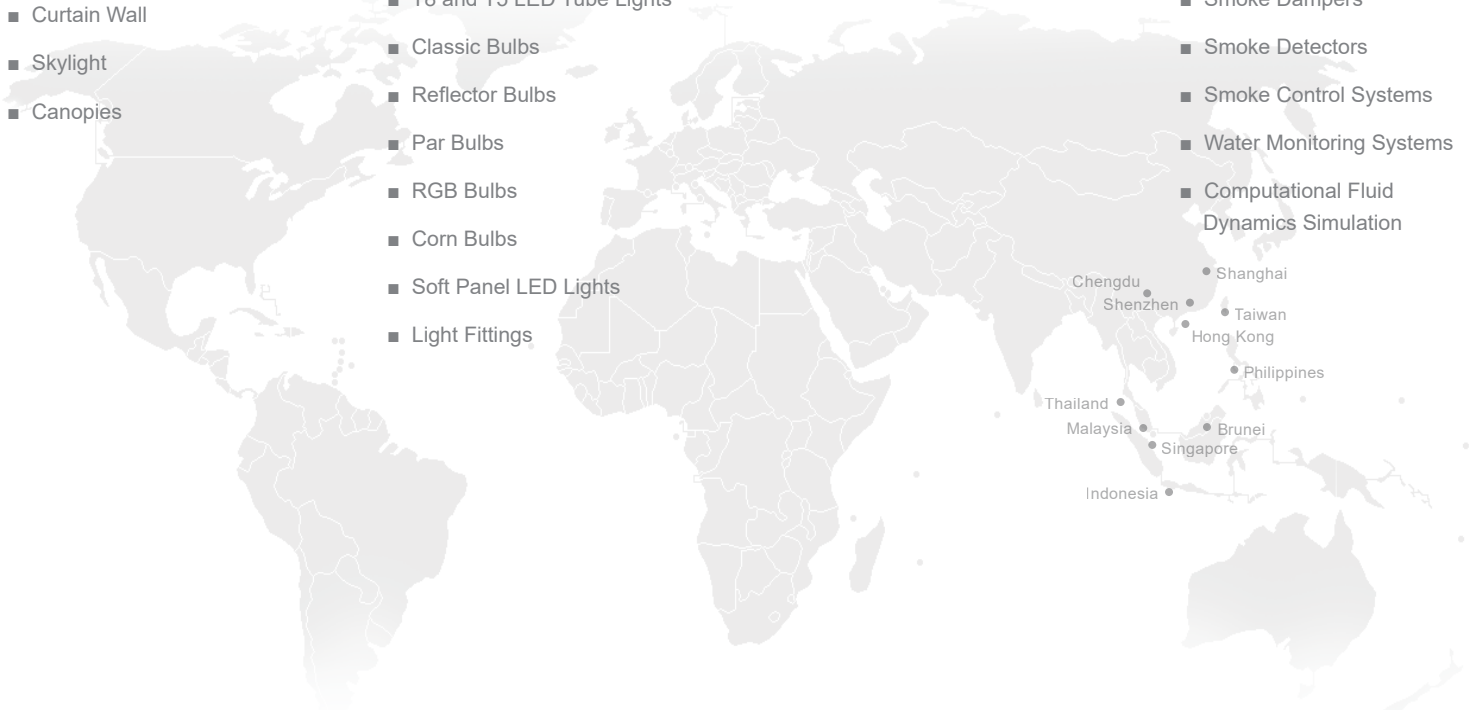 Curtain Wall
Skylight
Canopies
T8 and T5 LED Tube Lights
Classic Bulbs
Reflector Bulbs
Par Bulbs
RGB Bulbs
Corn Bulbs
Soft Panel LED Lights
Light Fittings
Smoke Dampers
Smoke Detectors
Smoke Control Systems
Water Monitoring Systems
Computational Fluid
Dynamics Simulation
Shanghai
Chengdu
Shenzhen
Taiwan
Hong Kong
Philippines
Thailand
Malaysia
Brunei
Singapore
Indonesia